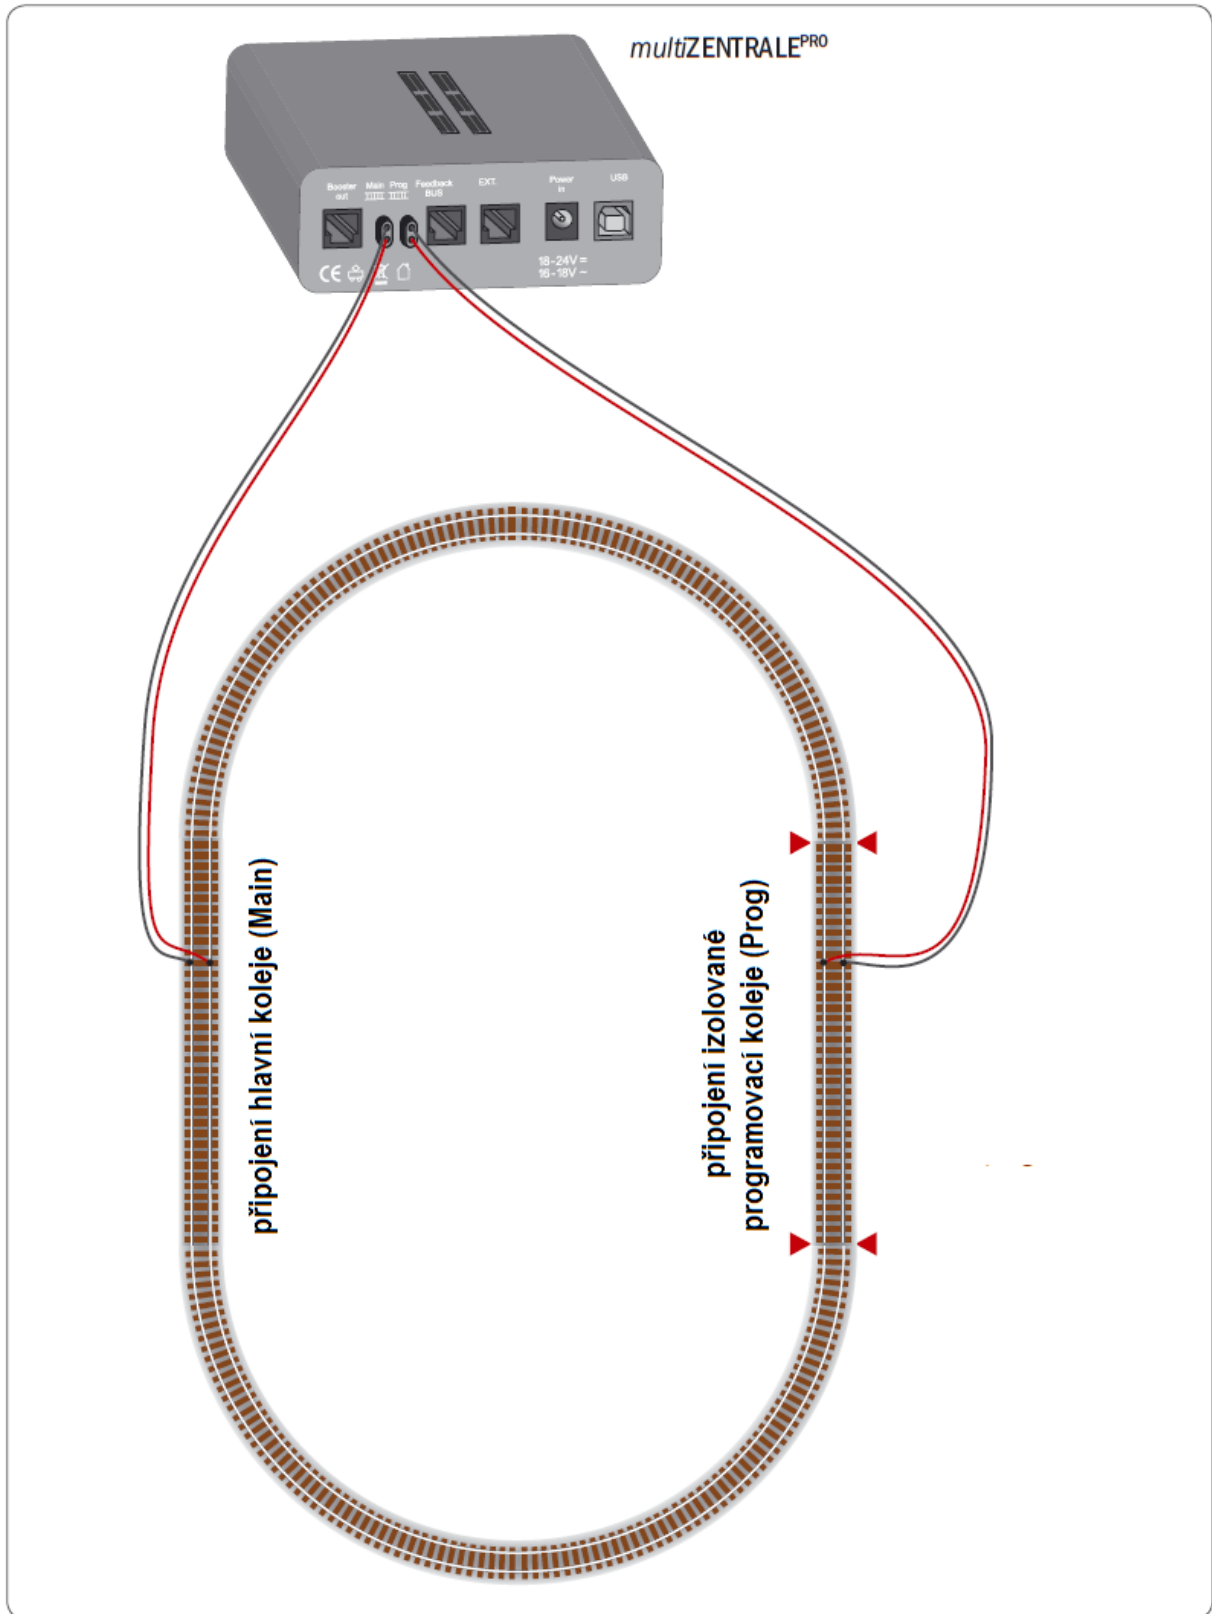 multiZENTRALEPRO
Booster
out
Main
Prog
Feedback
BUS
EXT.
Power
in
USB
18-24V =
16-18V ~
CE
připojení hlavní koleje (Main)
připojení izolované
programovací koleje (Prog)